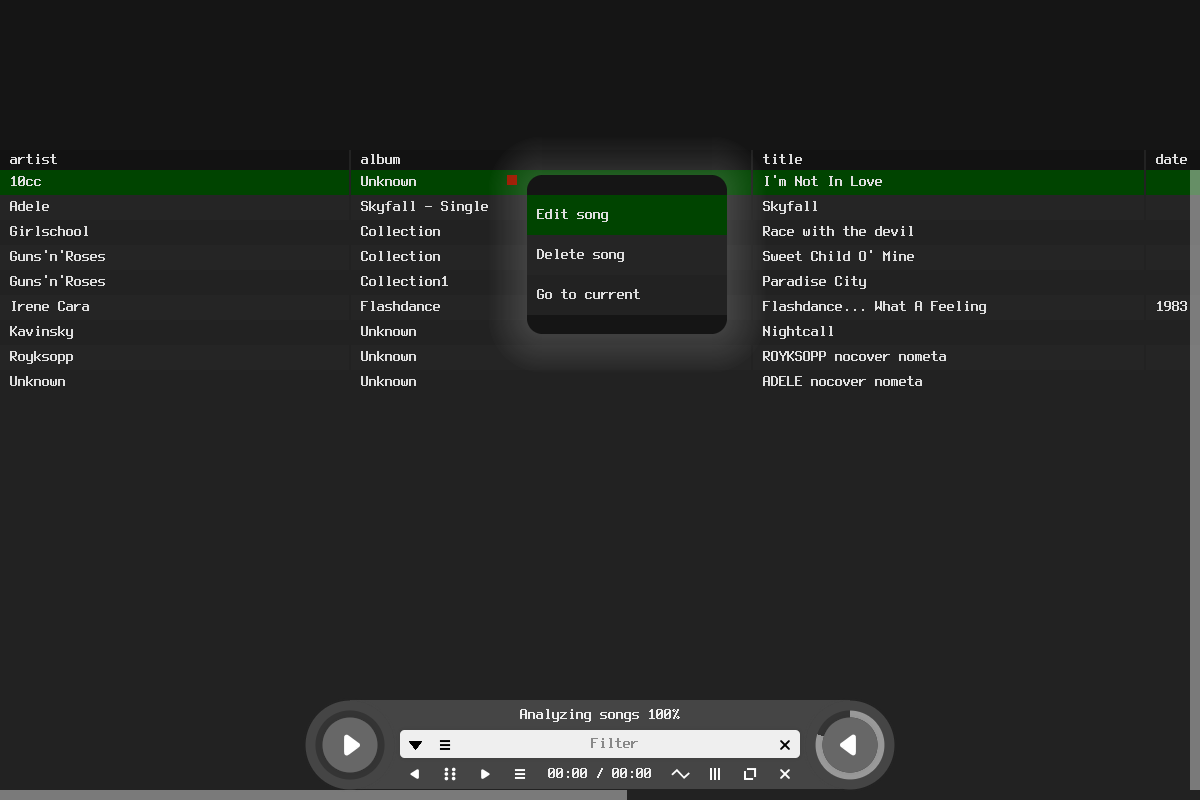 artist album title date
10cc Unknown I'm Not In Love
Adele Skyfall - Single Skyfall
Edit song
Girlschool Collection Race with the devil
Guns'n'Roses Collection Sweet Child O' Mine
Delete song
Guns'n'Roses Collection1 Paradise City
Go to current
Irene Cara Flashdance Flashdance... What A Feeling 1983
Kavinsky Unknown Nightcall
Royksopp Unknown ROYKSOPP nocover nometa
Unknown Unknown ADELE nocover nometa
Analyzing songs 100%
Filter
00:00 / 00:00